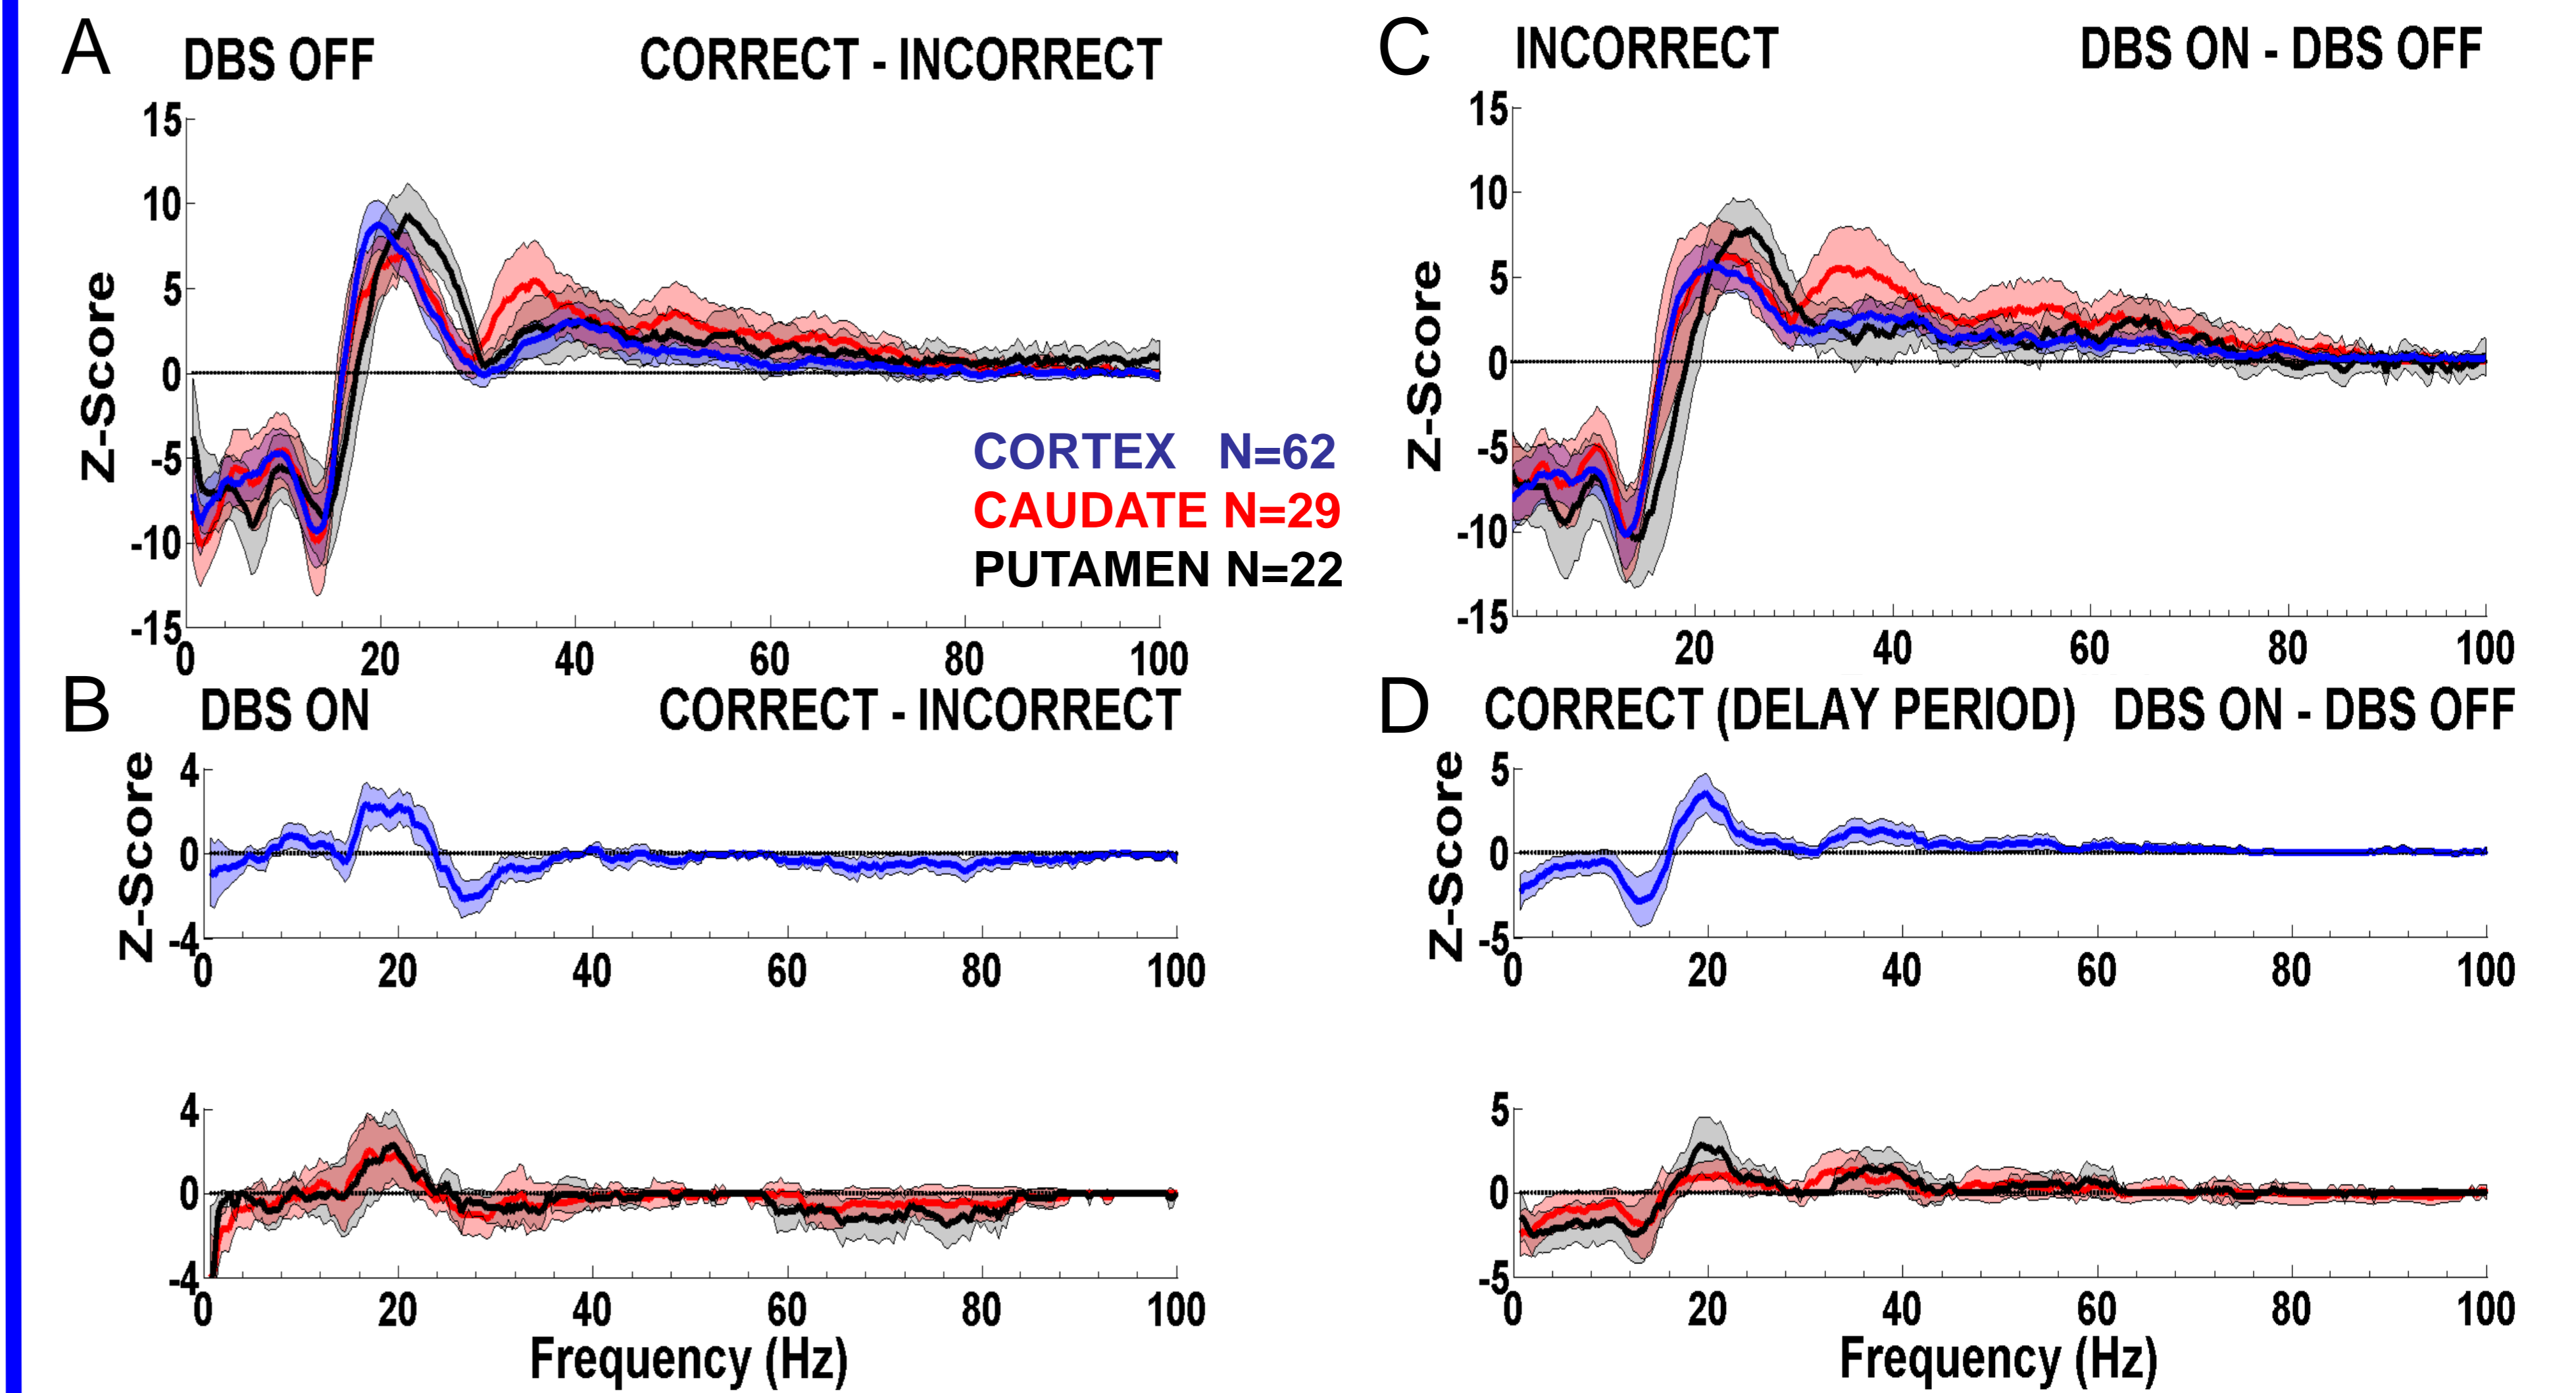 A
DBS OFF
CORRECT - INCORRECT
15
10
5
0
-5
-10
-15
Z-Score
0
20
40
60
80
100
CORTEX N=62
CAUDATE N=29
PUTAMEN N=22
C
INCORRECT
DBS ON - DBS OFF
15
10
5
0
-5
-10
-15
Z-Score
20
40
60
80
100
B
DBS ON
CORRECT - INCORRECT
4
0
-4
Z-Score
0
20
40
60
80
100
4
0
-4
0
20
40
60
80
100
Frequency (Hz)
D
CORRECT (DELAY PERIOD)
DBS ON - DBS OFF
5
0
-5
Z-Score
0
20
40
60
80
100
5
0
-5
0
20
40
60
80
100
Frequency (Hz)